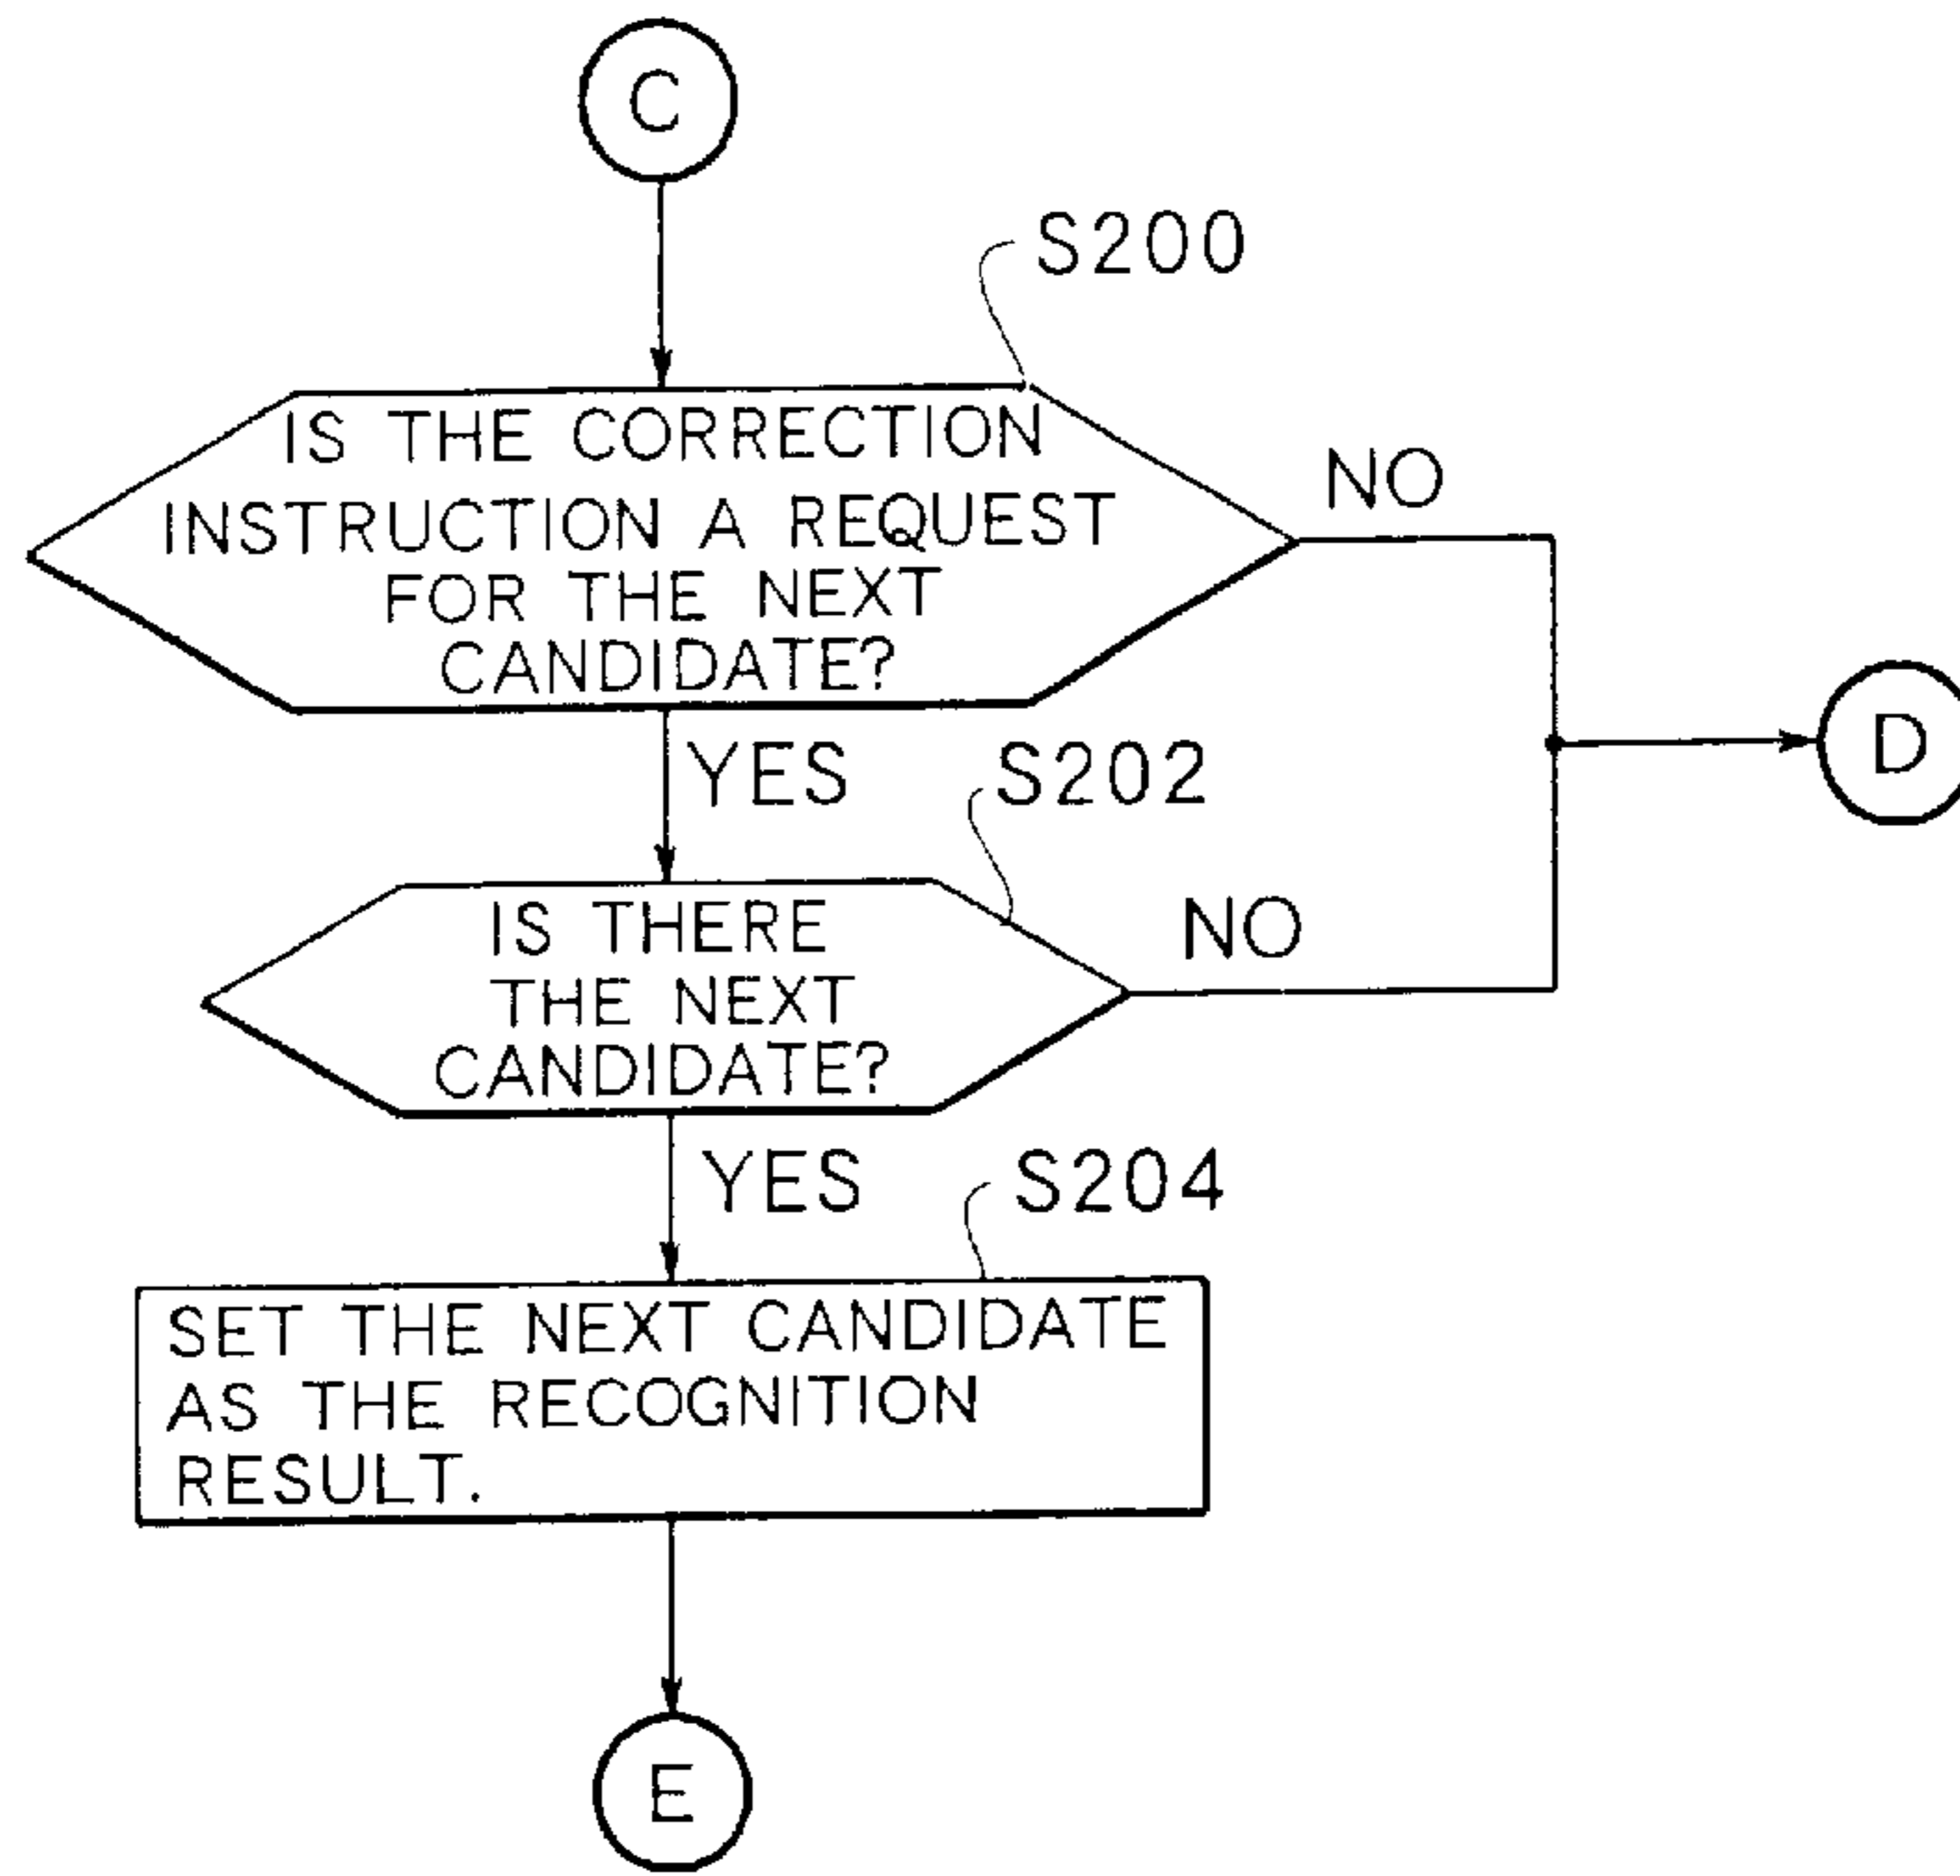 C
S200
IS THE CORRECTION
INSTRUCTION A REQUEST
FOR THE NEXT
CANDIDATE?
NO
D
YES
S202
IS THERE
THE NEXT
CANDIDATE?
NO
YES
S204
SET THE NEXT CANDIDATE
AS THE RECOGNITION
RESULT.
E